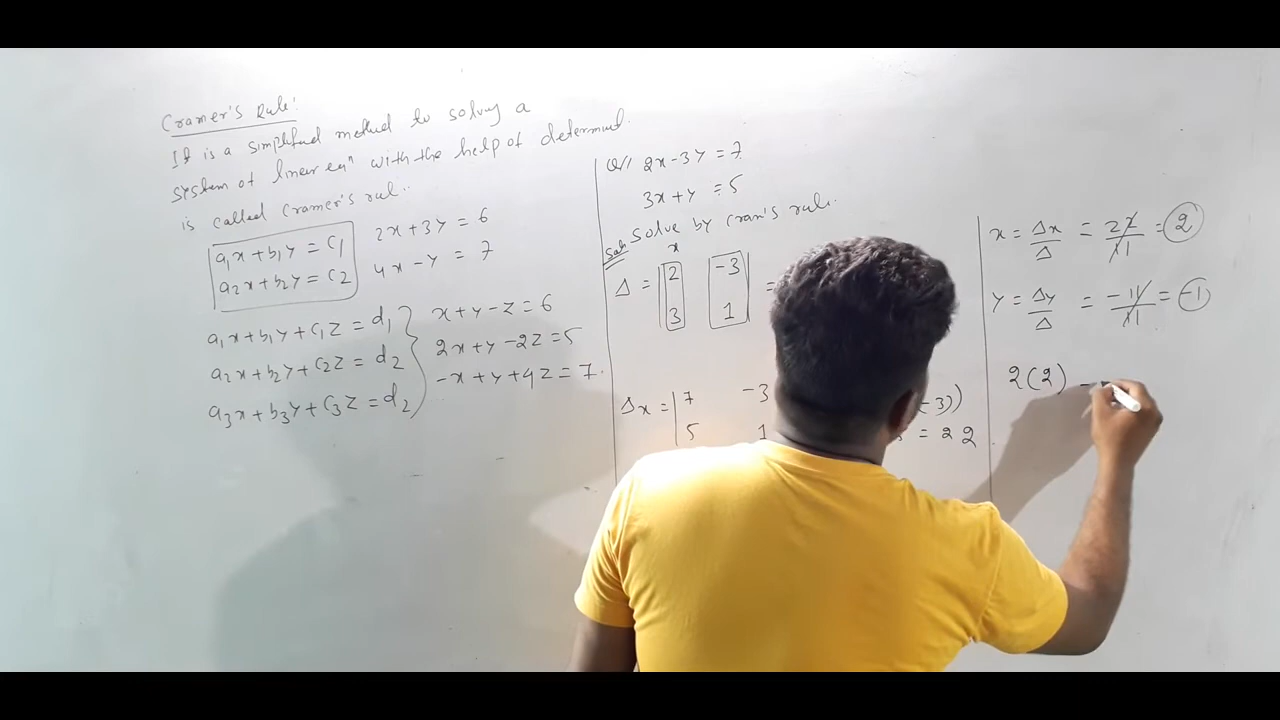 Cramer's Rule:
It is a simplified method to solving a
system of linear eqn with the help of determinant.
is called Cramer's rule..
a₁x + b₁y = c₁
a₂x + b₂y = c₂
2x + 3y = 6
4x - y = 7
a₁x + b₁y + c₁z = d₁
a₂x + b₂y + c₂z = d₂
a₃x + b₃y + c₃z = d₂
x + y - z = 6
2x + y - 2z = 5
-x + y + 4z = 7.
Q/1 2x - 3y = 7
3x + y = 5
Solve by Cram's rule.
Sol
x
Δ = | 2 -3
3 1 | =
Δx = | 7 -3
5 1
-3))
= 22
x = Δx/Δ = 22/11 = 2
y = Δy/Δ = -11/11 = -1
2(2) -